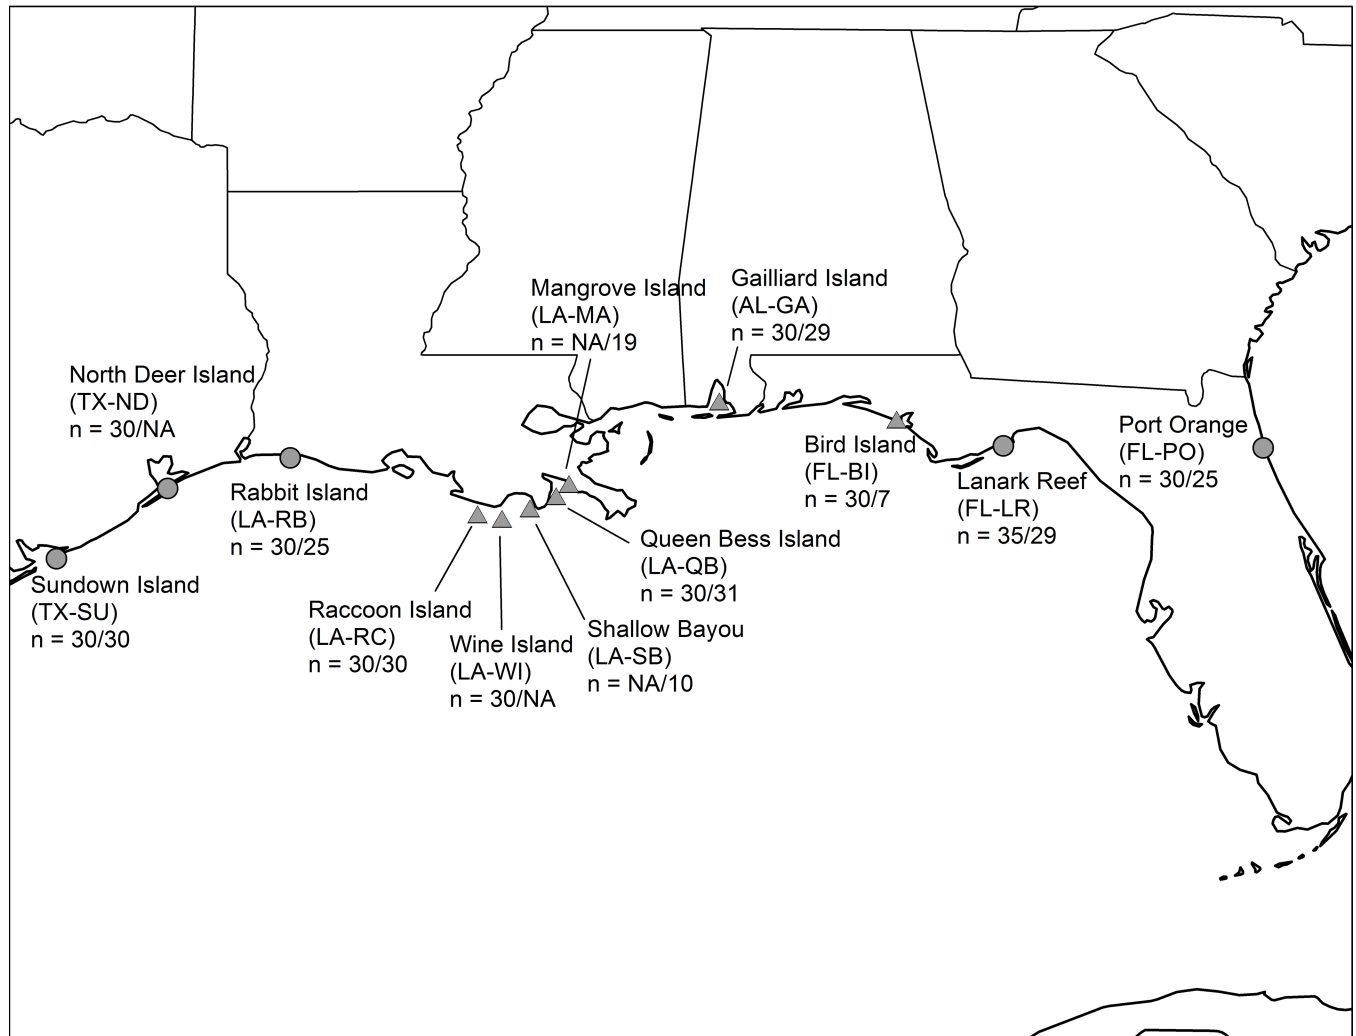 Mangrove Island
(LA-MA)
n = NA/19
Gailliard Island
(AL-GA)
n = 30/29
North Deer Island
(TX-ND)
n = 30/NA
Rabbit Island
(LA-RB)
n = 30/25
Bird Island
(FL-BI)
n = 30/7
Lanark Reef
(FL-LR)
n = 35/29
Port Orange
(FL-PO)
n = 30/25
Sundown Island
(TX-SU)
n = 30/30
Raccoon Island
(LA-RC)
n = 30/30
Wine Island
(LA-WI)
n = 30/NA
Shallow Bayou
(LA-SB)
n = NA/10
Queen Bess Island
(LA-QB)
n = 30/31